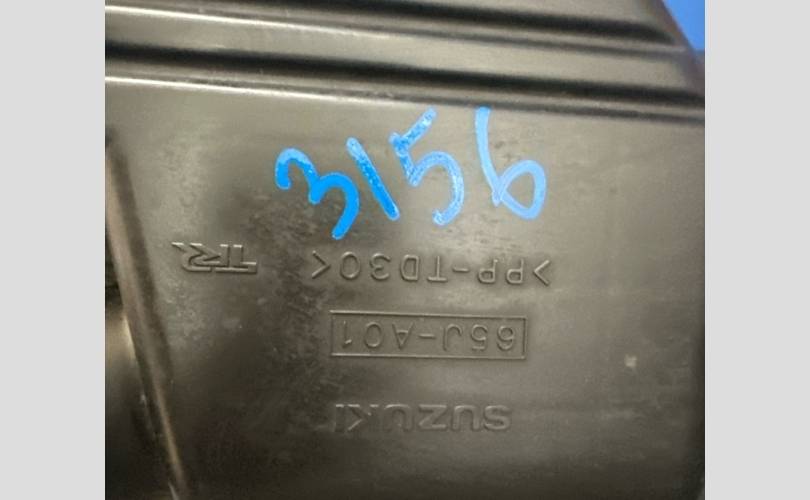 3156
SUZUKI
65J-A01
>PP-TD30< TR